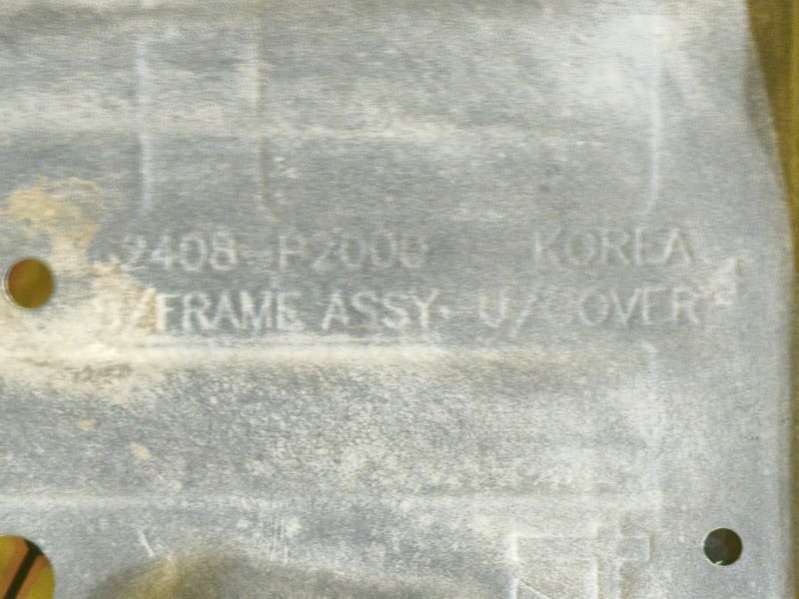 2408-P2000 KOREA
/FRAME ASSY- U/COVER